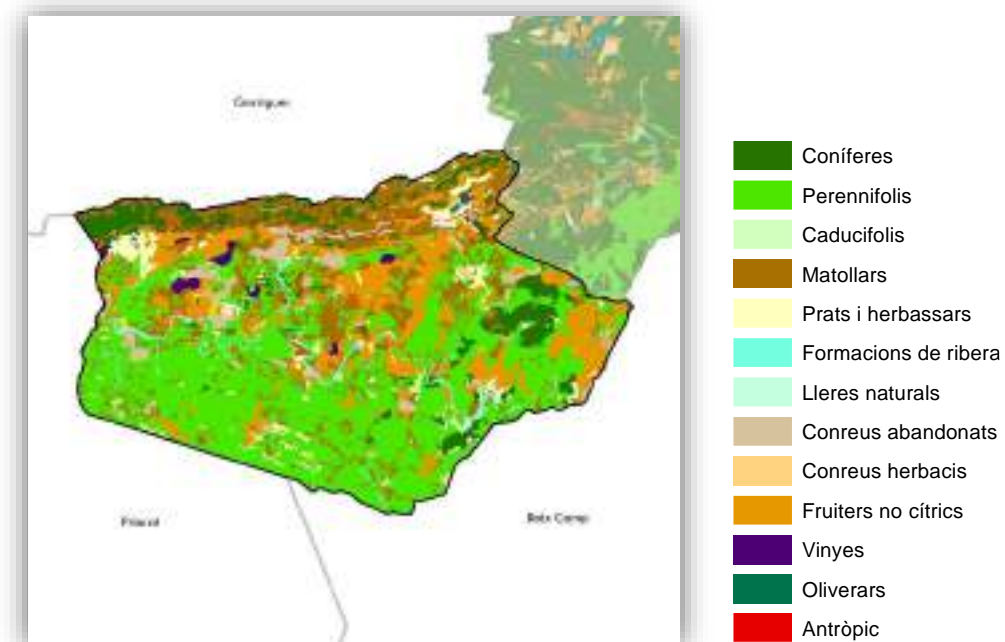 Garrigues
Priorat
Baix Camp
Coníferes
Perennifolis
Caducifolis
Matollars
Prats i herbassars
Formacions de ribera
Lleres naturals
Conreus abandonats
Conreus herbacis
Fruiters no cítrics
Vinyes
Oliverars
Antròpic